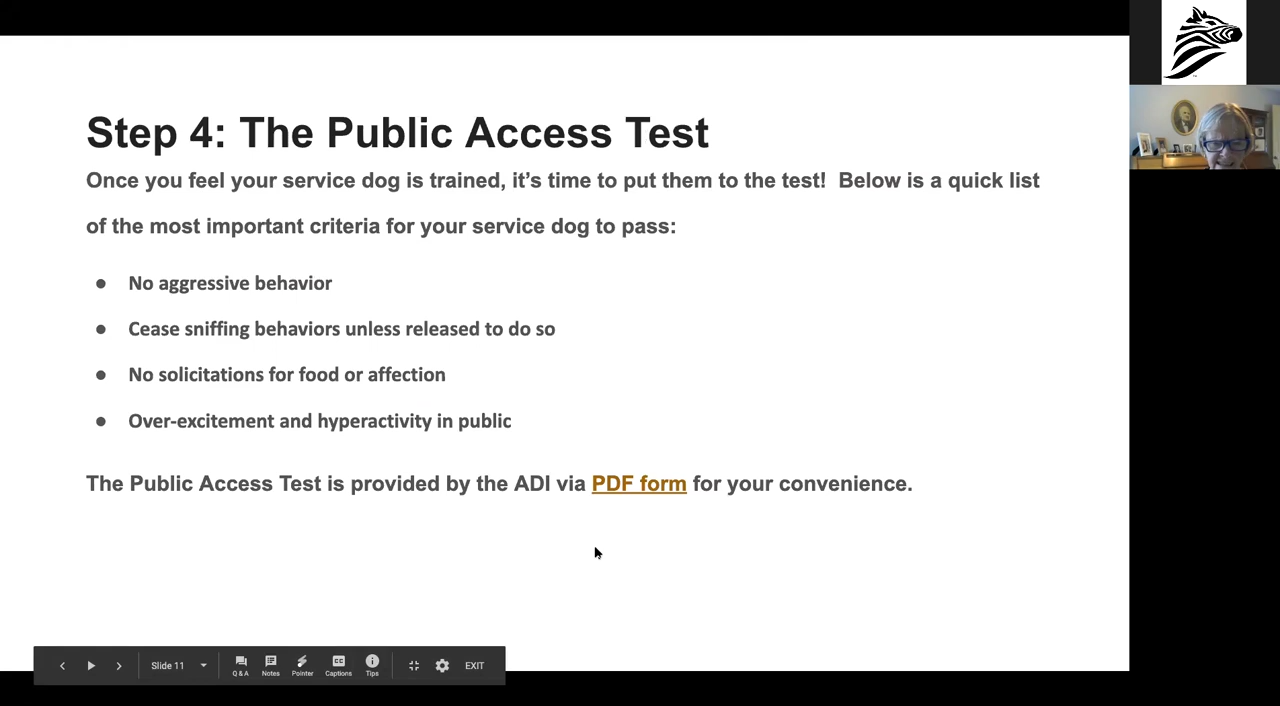 Step 4: The Public Access Test
Once you feel your service dog is trained, it’s time to put them to the test!  Below is a quick list
of the most important criteria for your service dog to pass:
● No aggressive behavior
● Cease sniffing behaviors unless released to do so
● No solicitations for food or affection
● Over-excitement and hyperactivity in public
The Public Access Test is provided by the ADI via PDF form for your convenience.
Slide 11
Q & A Notes Pointer Captions Tips
EXIT